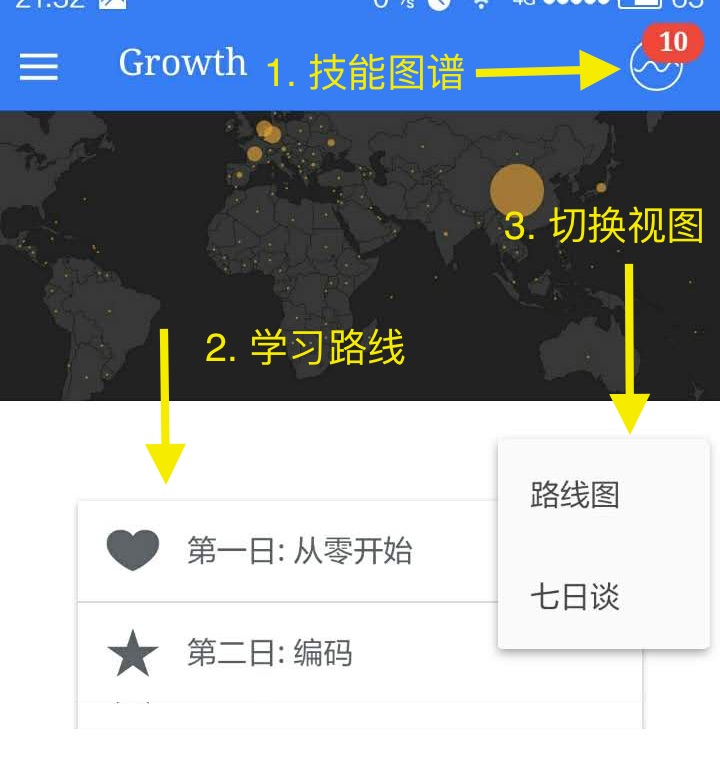 Growth
10
1. 技能图谱
3. 切换视图
2. 学习路线
路线图
第一日: 从零开始
七日谈
第二日: 编码